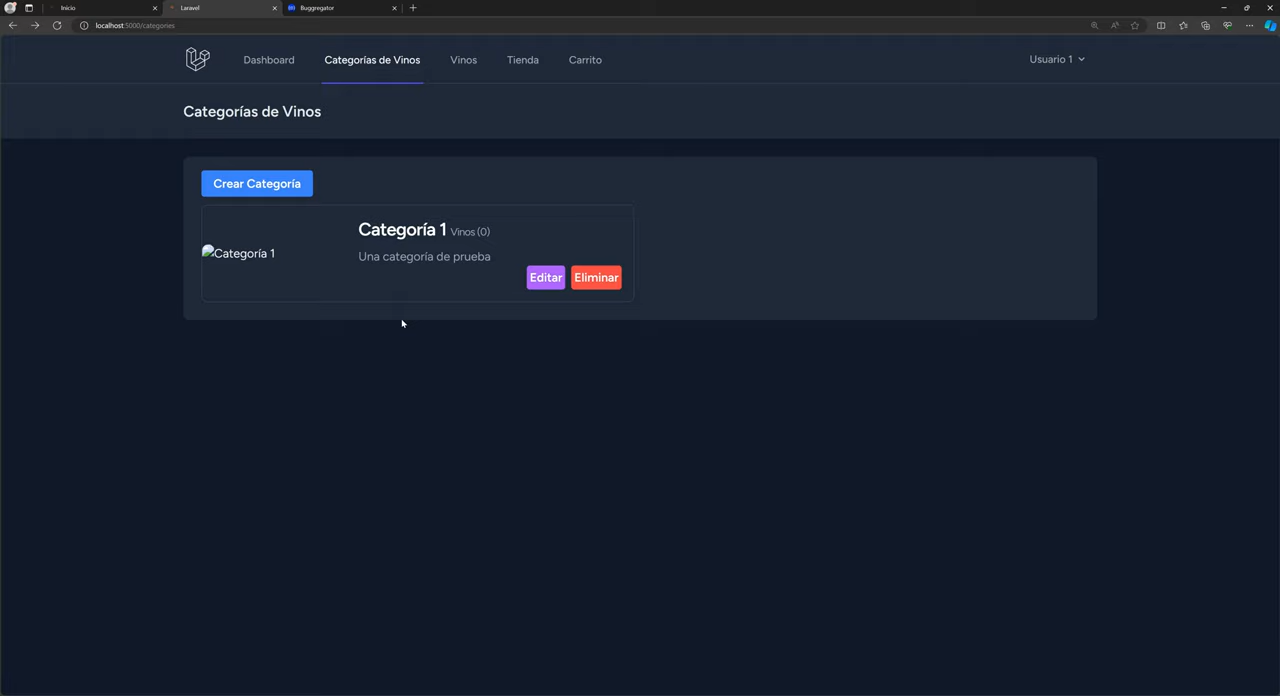 Inicio
Laravel
Buggregator
localhost:5000/categories
Dashboard
Categorías de Vinos
Vinos
Tienda
Carrito
Usuario 1
Categorías de Vinos
Crear Categoría
Categoría 1
Categoría 1 Vinos (0)
Una categoría de prueba
Editar
Eliminar